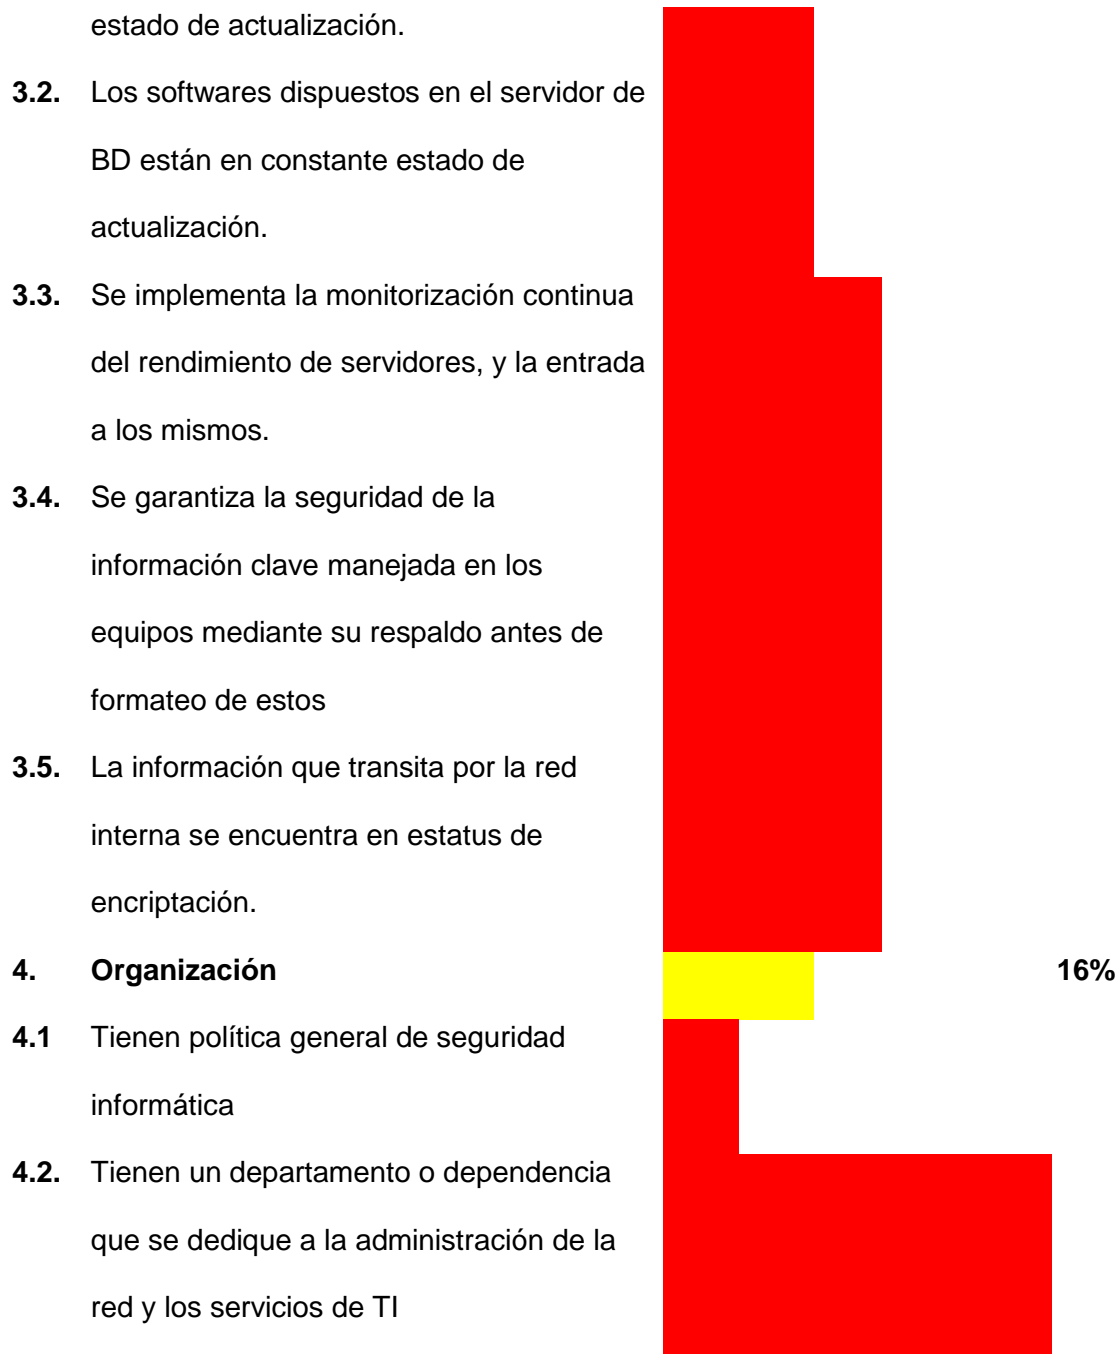 estado de actualización.
3.2. Los softwares dispuestos en el servidor de
BD están en constante estado de
actualización.
3.3. Se implementa la monitorización continua
del rendimiento de servidores, y la entrada
a los mismos.
3.4. Se garantiza la seguridad de la
información clave manejada en los
equipos mediante su respaldo antes de
formateo de estos
3.5. La información que transita por la red
interna se encuentra en estatus de
encriptación.
4. Organización 16%
4.1 Tienen política general de seguridad
informática
4.2. Tienen un departamento o dependencia
que se dedique a la administración de la
red y los servicios de TI